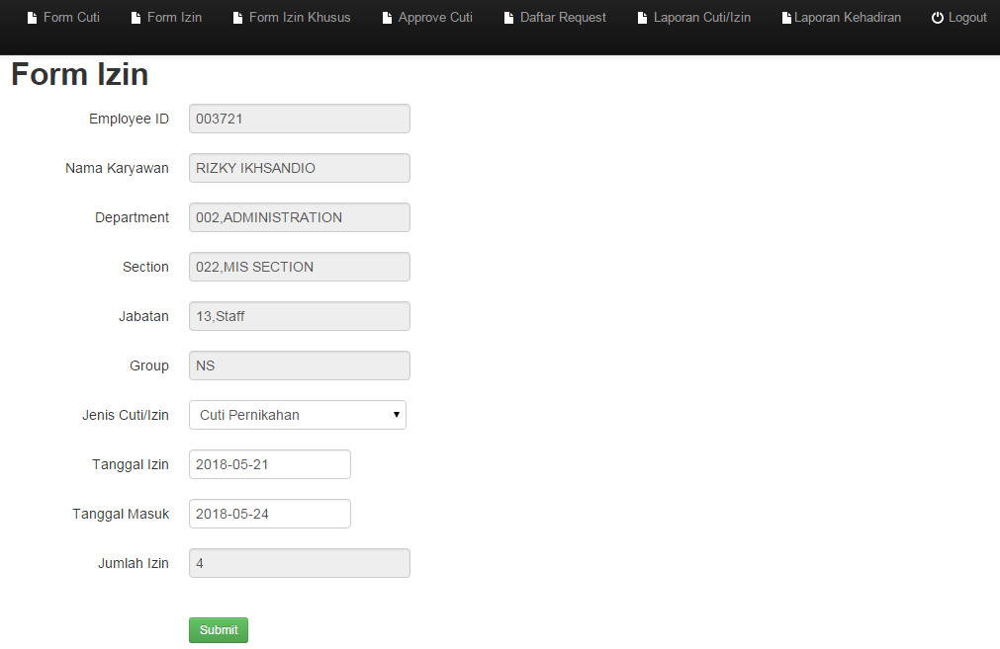 Form Cuti Form Izin Form Izin Khusus Approve Cuti Daftar Request Laporan Cuti/Izin Laporan Kehadiran Logout
Form Izin
Employee ID 003721
Nama Karyawan RIZKY IKHSANDIO
Department 002,ADMINISTRATION
Section 022,MIS SECTION
Jabatan 13,Staff
Group NS
Jenis Cuti/Izin Cuti Pernikahan
Tanggal Izin 2018-05-21
Tanggal Masuk 2018-05-24
Jumlah Izin 4
Submit